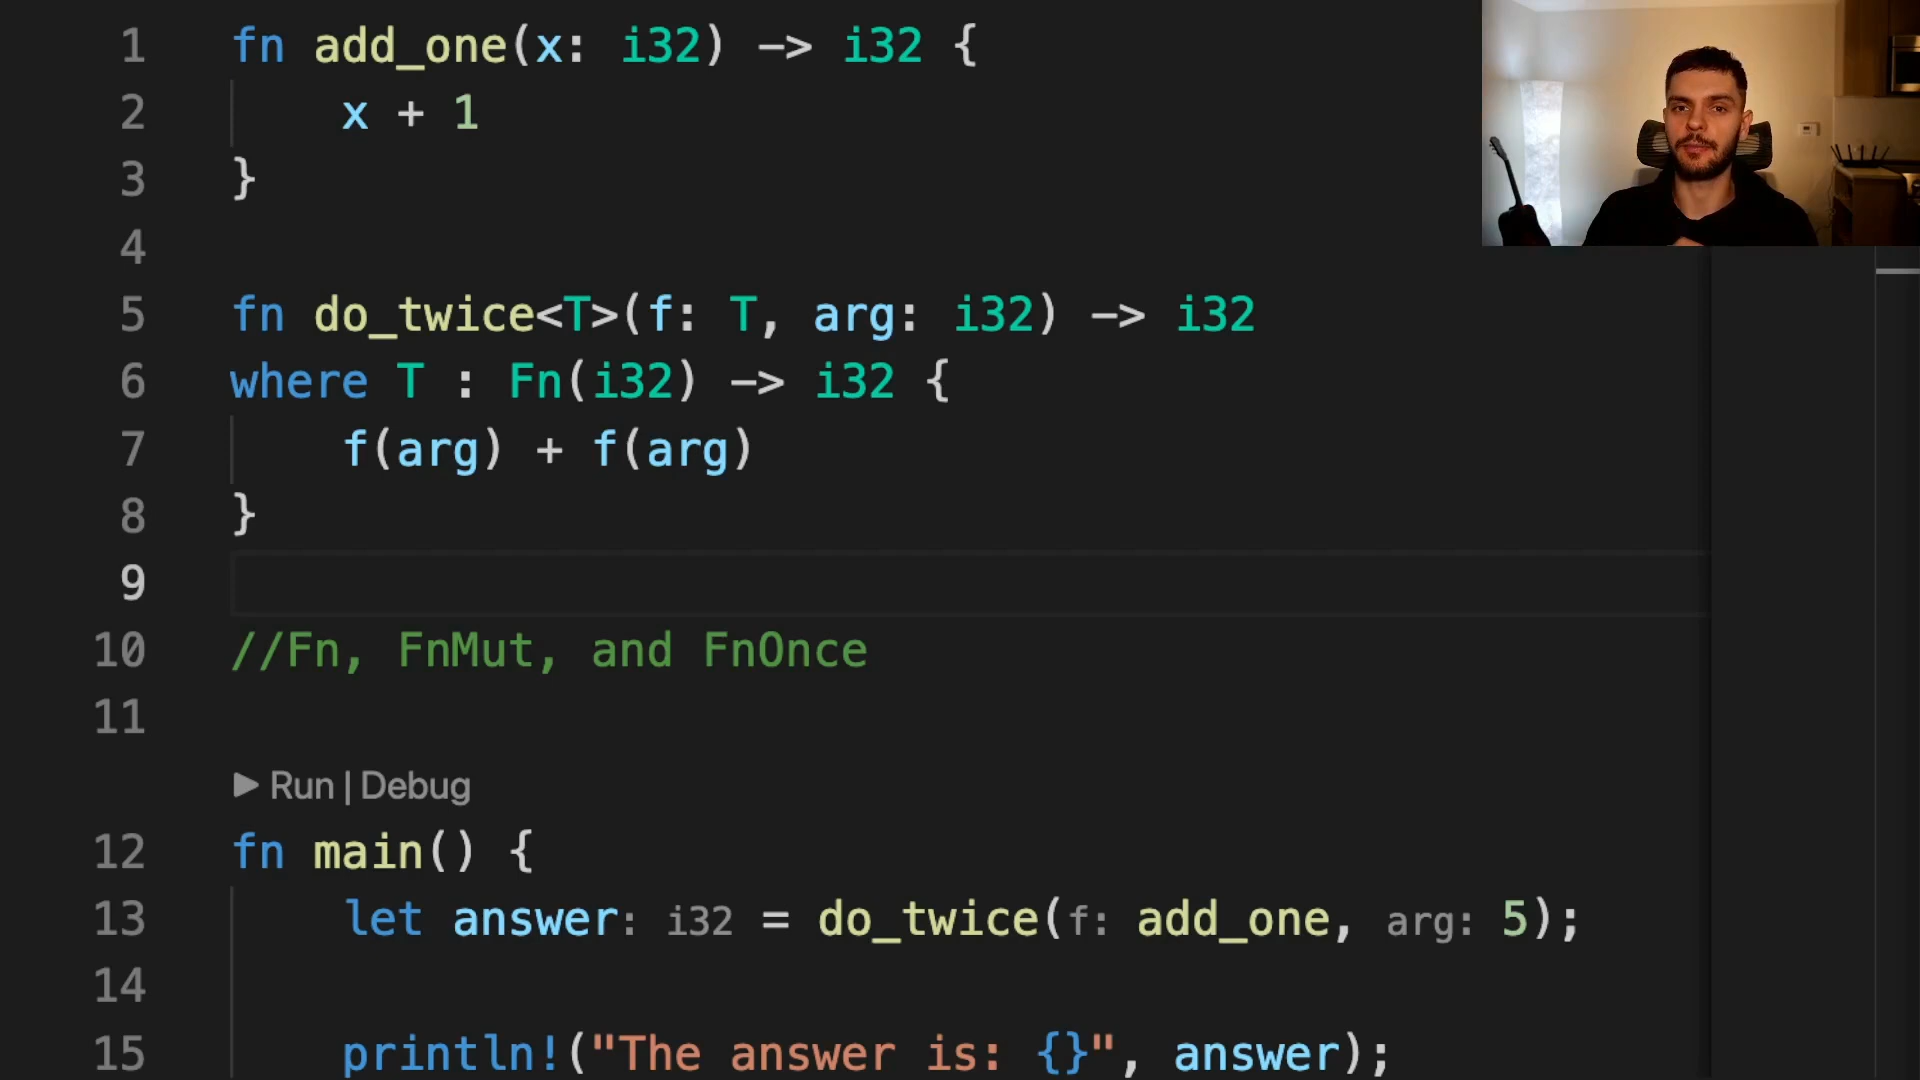 1 fn add_one(x: i32) -> i32 {
2 x + 1
3 }
4
5 fn do_twice<T>(f: T, arg: i32) -> i32
6 where T : Fn(i32) -> i32 {
7 f(arg) + f(arg)
8 }
9
10 //Fn, FnMut, and FnOnce
11
▶ Run | Debug
12 fn main() {
13 let answer: i32 = do_twice(f: add_one, arg: 5);
14
15 println!("The answer is: {}", answer);